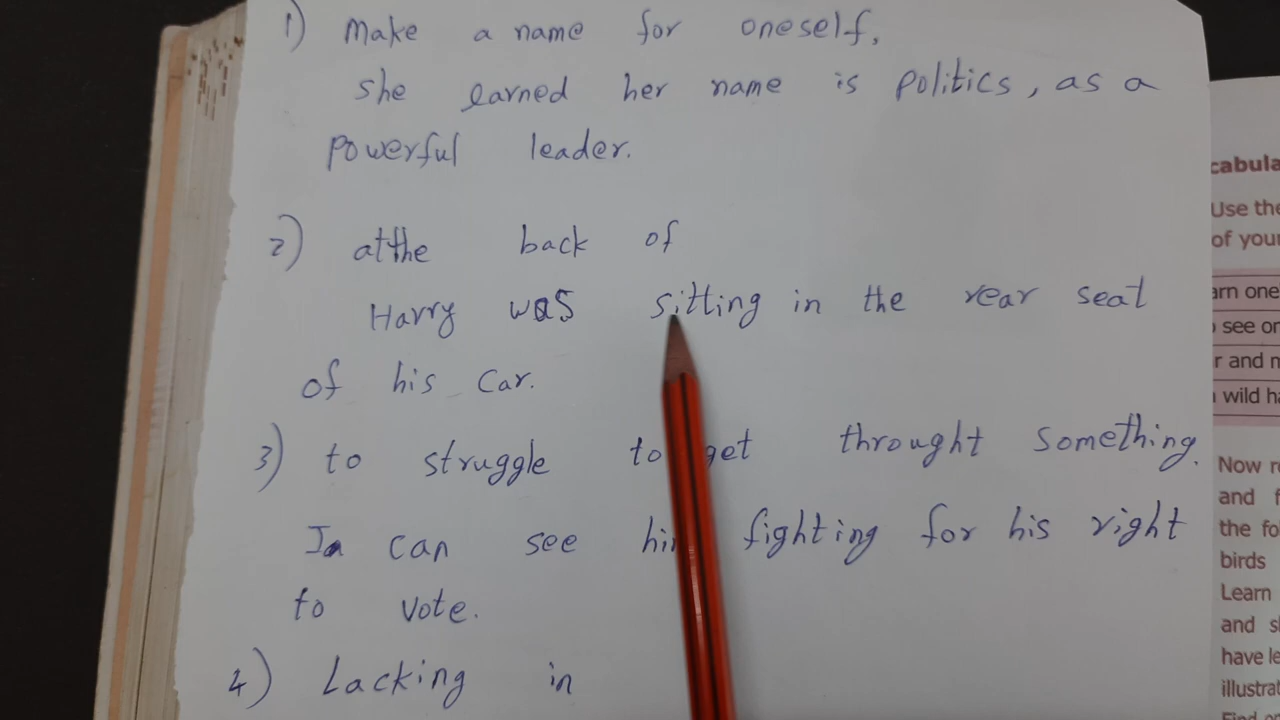 1) Make a name for oneself,
she earned her name is politics, as a
powerful leader.
2) at the back of
Harry was sitting in the rear seat
of his car.
3) to struggle to get throught something.
In can see hi fighting for his right
to vote.
4) Lacking in
cabula
Use the
of your
arn one
see or
r and m
wild ha
Now re
and f
the fo
birds
Learn
and s
have le
illustrat